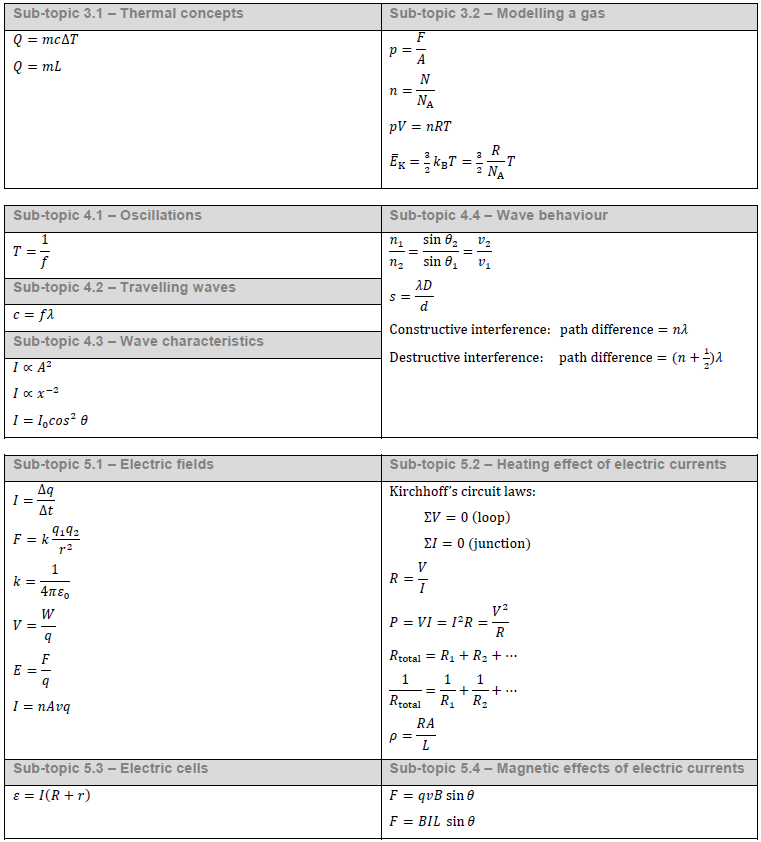 Sub-topic 3.1 – Thermal concepts
Q = mcΔT
Q = mL
Sub-topic 3.2 – Modelling a gas
p = F/A
n = N/N_A
pV = nRT
Ē_K = 3/2 k_B T = 3/2 R/N_A T
Sub-topic 4.1 – Oscillations
T = 1/f
Sub-topic 4.2 – Travelling waves
c = fλ
Sub-topic 4.3 – Wave characteristics
I ∝ A²
I ∝ x⁻²
I = I₀cos² θ
Sub-topic 4.4 – Wave behaviour
n₁/n₂ = sin θ₂/sin θ₁ = v₂/v₁
s = λD/d
Constructive interference: path difference = nλ
Destructive interference: path difference = (n + 1/2)λ
Sub-topic 5.1 – Electric fields
I = Δq/Δt
F = k q₁q₂/r²
k = 1/4πε₀
V = W/q
E = F/q
I = nAvq
Sub-topic 5.2 – Heating effect of electric currents
Kirchhoff's circuit laws:
ΣV = 0 (loop)
ΣI = 0 (junction)
R = V/I
P = VI = I²R = V²/R
R_total = R₁ + R₂ + ⋯
1/R_total = 1/R₁ + 1/R₂ + ⋯
ρ = RA/L
Sub-topic 5.3 – Electric cells
ε = I(R + r)
Sub-topic 5.4 – Magnetic effects of electric currents
F = qvB sin θ
F = BIL sin θ